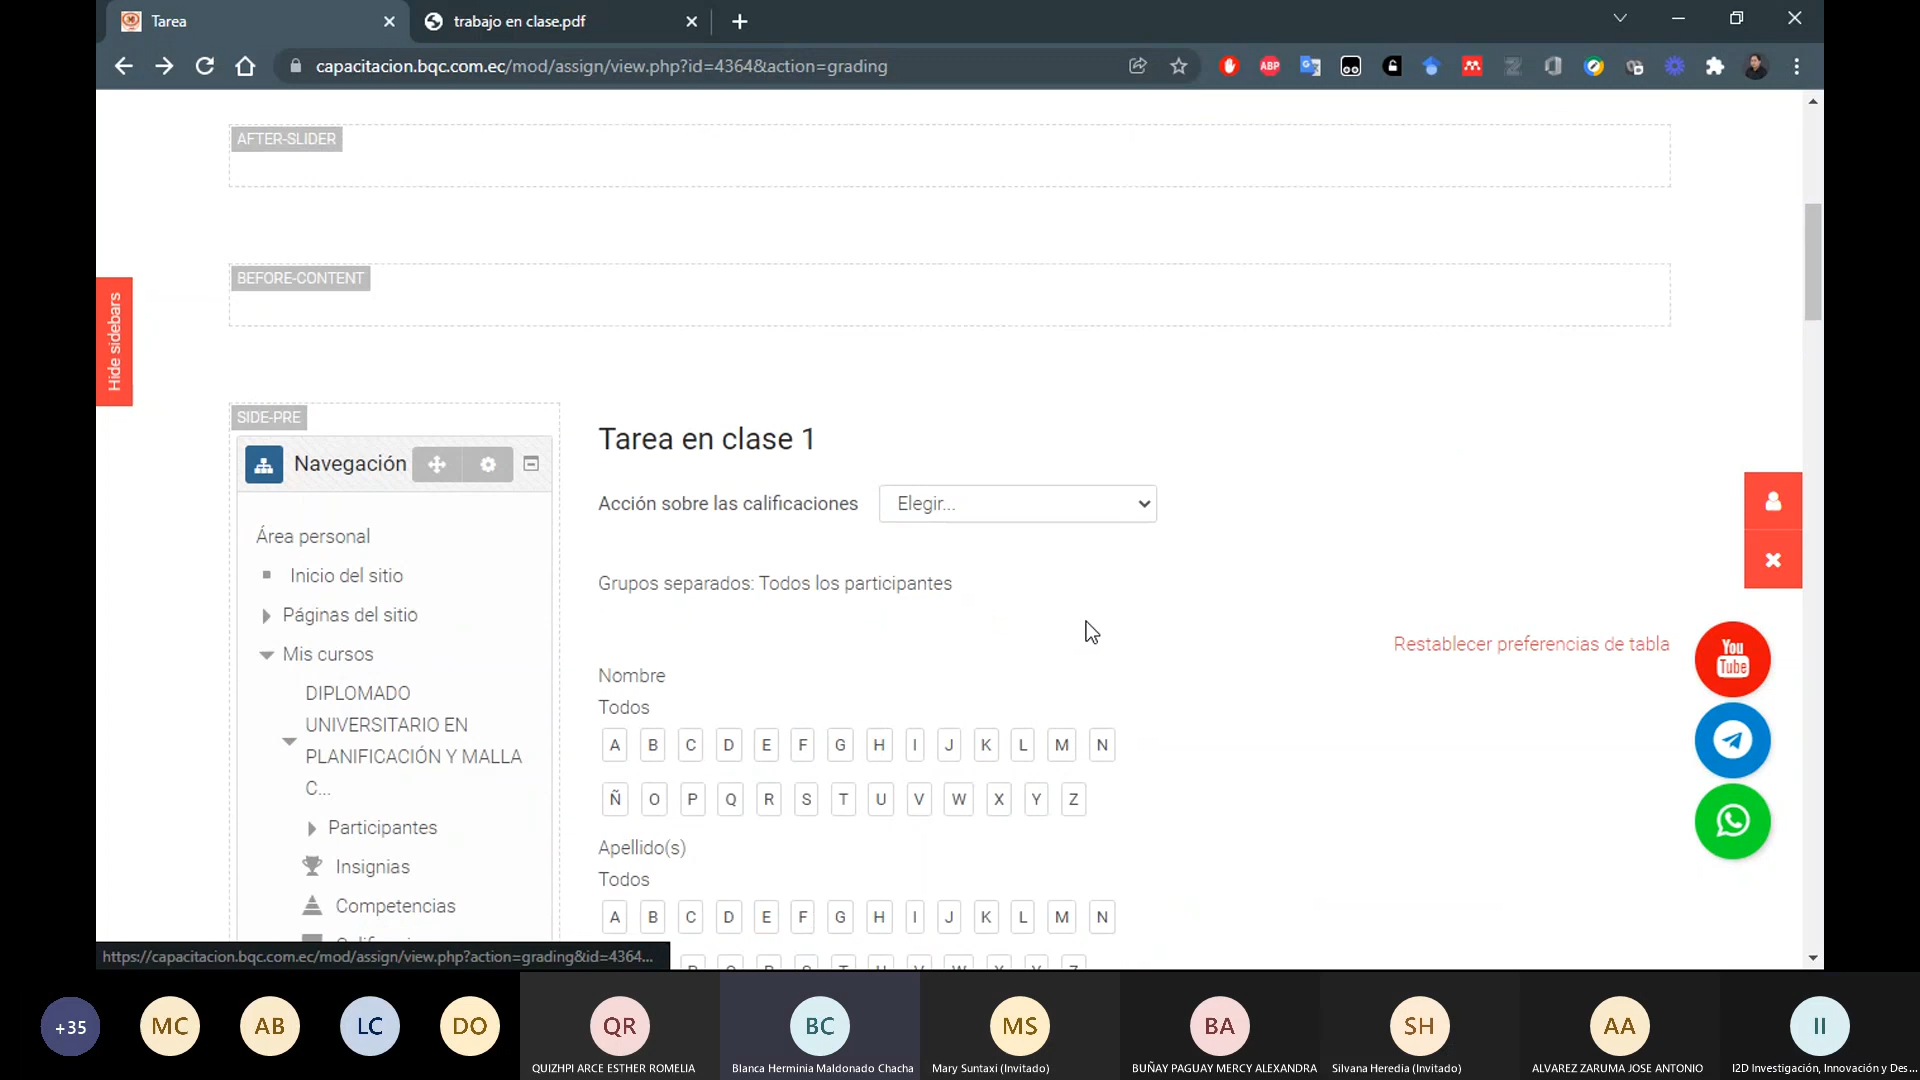 Tarea
trabajo en clase.pdf
capacitacion.bqc.com.ec/mod/assign/view.php?id=4364&action=grading
ABP
AFTER-SLIDER
BEFORE-CONTENT
Hide sidebars
SIDE-PRE
Navegación
Área personal
Inicio del sitio
Páginas del sitio
Mis cursos
DIPLOMADO
UNIVERSITARIO EN
PLANIFICACIÓN Y MALLA
C...
Participantes
Insignias
Competencias
Tarea en clase 1
Acción sobre las calificaciones Elegir...
Grupos separados: Todos los participantes
Restablecer preferencias de tabla
Nombre
Todos
A B C D E F G H I J K L M N
Ñ O P Q R S T U V W X Y Z
Apellido(s)
Todos
A B C D E F G H I J K L M N
You
Tube
https://capacitacion.bqc.com.ec/mod/assign/view.php?action=grading&id=4364...
+35 MC AB LC DO QR BC MS BA SH AA II
QUIZHPI ARCE ESTHER ROMELIA Blanca Herminia Maldonado Chacha Mary Suntaxi (Invitado) BUÑAY PAGUAY MERCY ALEXANDRA Silvana Heredia (Invitado) ALVAREZ ZARUMA JOSE ANTONIO I2D Investigación, Innovación y Des...